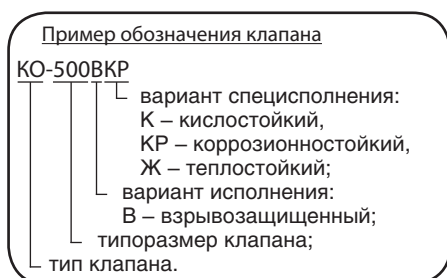 Пример обозначения клапана
КО-500ВКР
вариант специсполнения:
К – кислостойкий,
КР – коррозионностойкий,
Ж – теплостойкий;
вариант исполнения:
В – взрывозащищенный;
типоразмер клапана;
тип клапана.